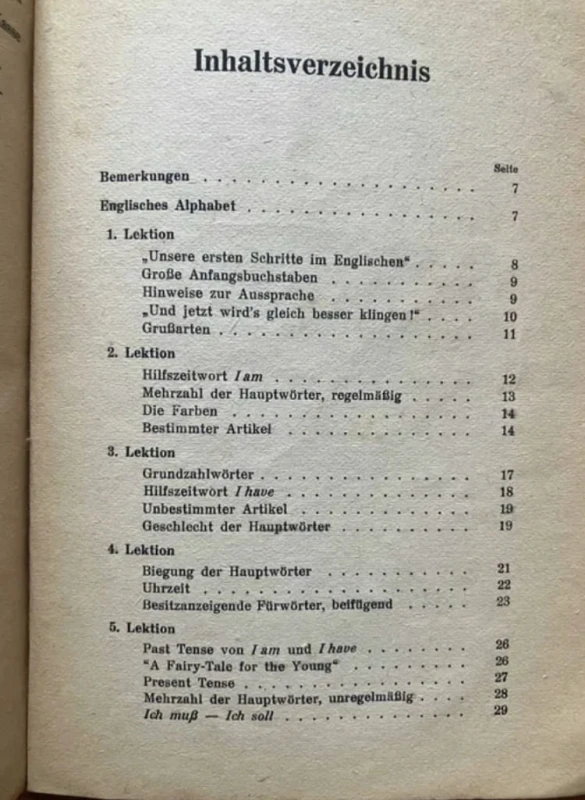 Inhaltsverzeichnis
Seite
Bemerkungen . . . . . . . . . . . . . . . . . . . 7
Englisches Alphabet . . . . . . . . . . . . . . . . 7
1. Lektion
„Unsere ersten Schritte im Englischen“ . . . . . 8
Große Anfangsbuchstaben . . . . . . . . . . 9
Hinweise zur Aussprache . . . . . . . . . . . 9
„Und jetzt wird's gleich besser klingen!“ . . . . 10
Grußarten . . . . . . . . . . . . . . . . . . 11
2. Lektion
Hilfszeitwort I am . . . . . . . . . . . . . . 12
Mehrzahl der Hauptwörter, regelmäßig . . . . . 13
Die Farben . . . . . . . . . . . . . . . . . 14
Bestimmter Artikel . . . . . . . . . . . . . 14
3. Lektion
Grundzahlwörter . . . . . . . . . . . . . . . 17
Hilfszeitwort I have . . . . . . . . . . . . . 18
Unbestimmter Artikel . . . . . . . . . . . . 19
Geschlecht der Hauptwörter . . . . . . . . . 19
4. Lektion
Biegung der Hauptwörter . . . . . . . . . . 21
Uhrzeit . . . . . . . . . . . . . . . . . . . 22
Besitzanzeigende Fürwörter, beifügend . . . . . 23
5. Lektion
Past Tense von I am und I have . . . . . . . 26
“A Fairy-Tale for the Young“ . . . . . . . . . 26
Present Tense . . . . . . . . . . . . . . . . 27
Mehrzahl der Hauptwörter, unregelmäßig . . . . 28
Ich muß — Ich soll . . . . . . . . . . . . . 29